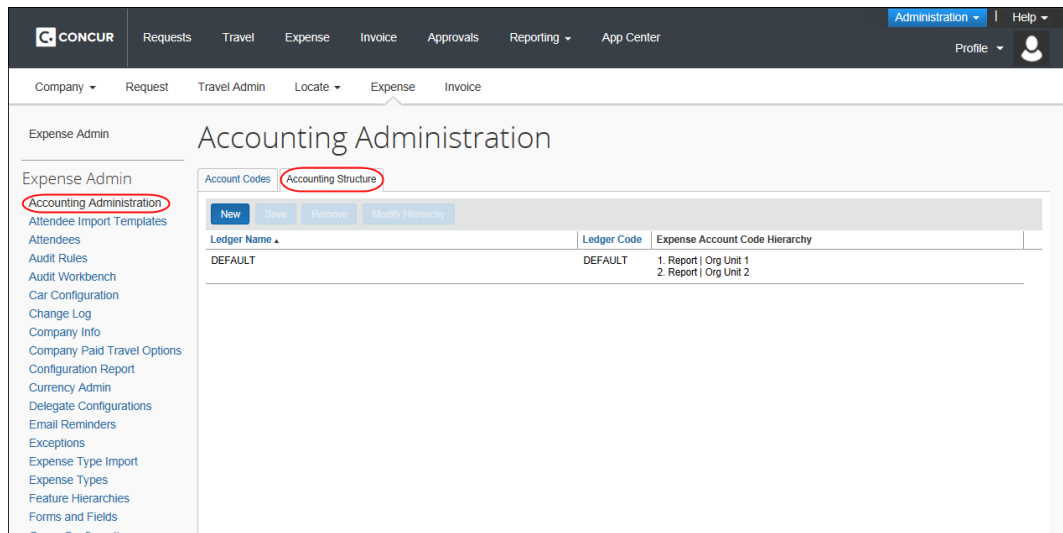 Administration | Help
C. CONCUR Requests Travel Expense Invoice Approvals Reporting App Center
Profile
Company Request Travel Admin Locate Expense Invoice
Expense Admin
Accounting Administration
Expense Admin
Account Codes Accounting Structure
Accounting Administration
New Save Remove Modify Hierarchy
Attendee Import Templates
Ledger Name Ledger Code Expense Account Code Hierarchy
Attendees
DEFAULT DEFAULT 1. Report | Org Unit 1
2. Report | Org Unit 2
Audit Rules
Audit Workbench
Car Configuration
Change Log
Company Info
Company Paid Travel Options
Configuration Report
Currency Admin
Delegate Configurations
Email Reminders
Exceptions
Expense Type Import
Expense Types
Feature Hierarchies
Forms and Fields